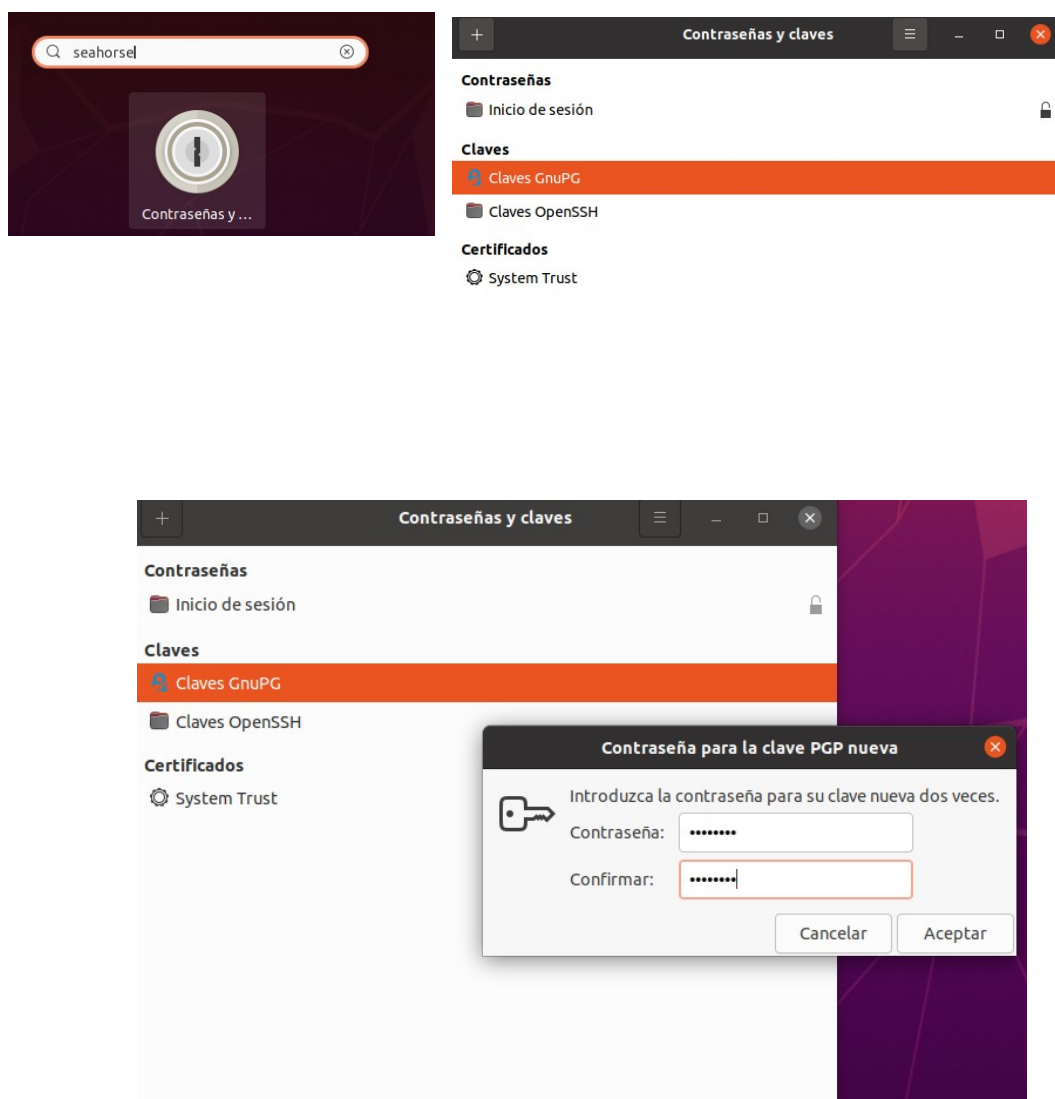 seahorse
Contraseñas y ...
Contraseñas y claves
Contraseñas
Inicio de sesión
Claves
Claves GnuPG
Claves OpenSSH
Certificados
System Trust
Contraseñas y claves
Contraseñas
Inicio de sesión
Claves
Claves GnuPG
Claves OpenSSH
Certificados
System Trust
Contraseña para la clave PGP nueva
Introduzca la contraseña para su clave nueva dos veces.
Contraseña: ••••••••
Confirmar: ••••••••
Cancelar Aceptar